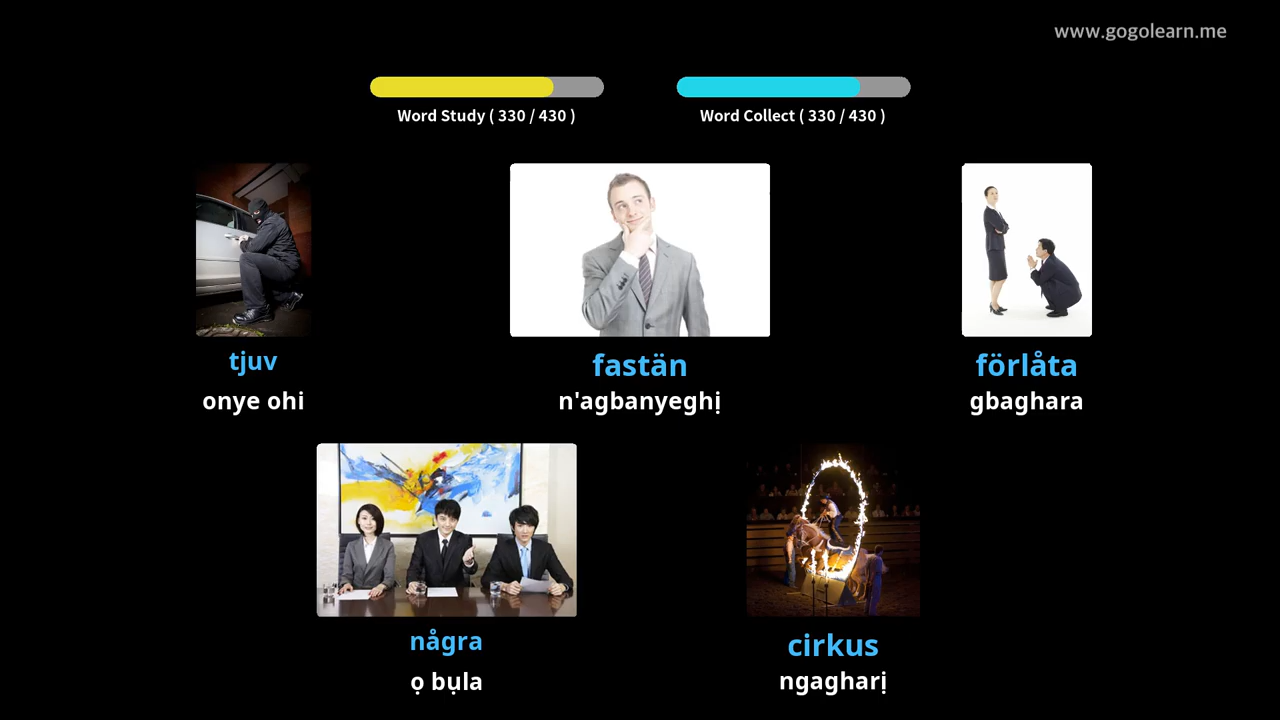 www.gogolearn.me
Word Study ( 330 / 430 )
Word Collect ( 330 / 430 )
tjuv
onye ohi
fastän
n'agbanyeghị
förlåta
gbaghara
några
ọ bụla
cirkus
ngagharị